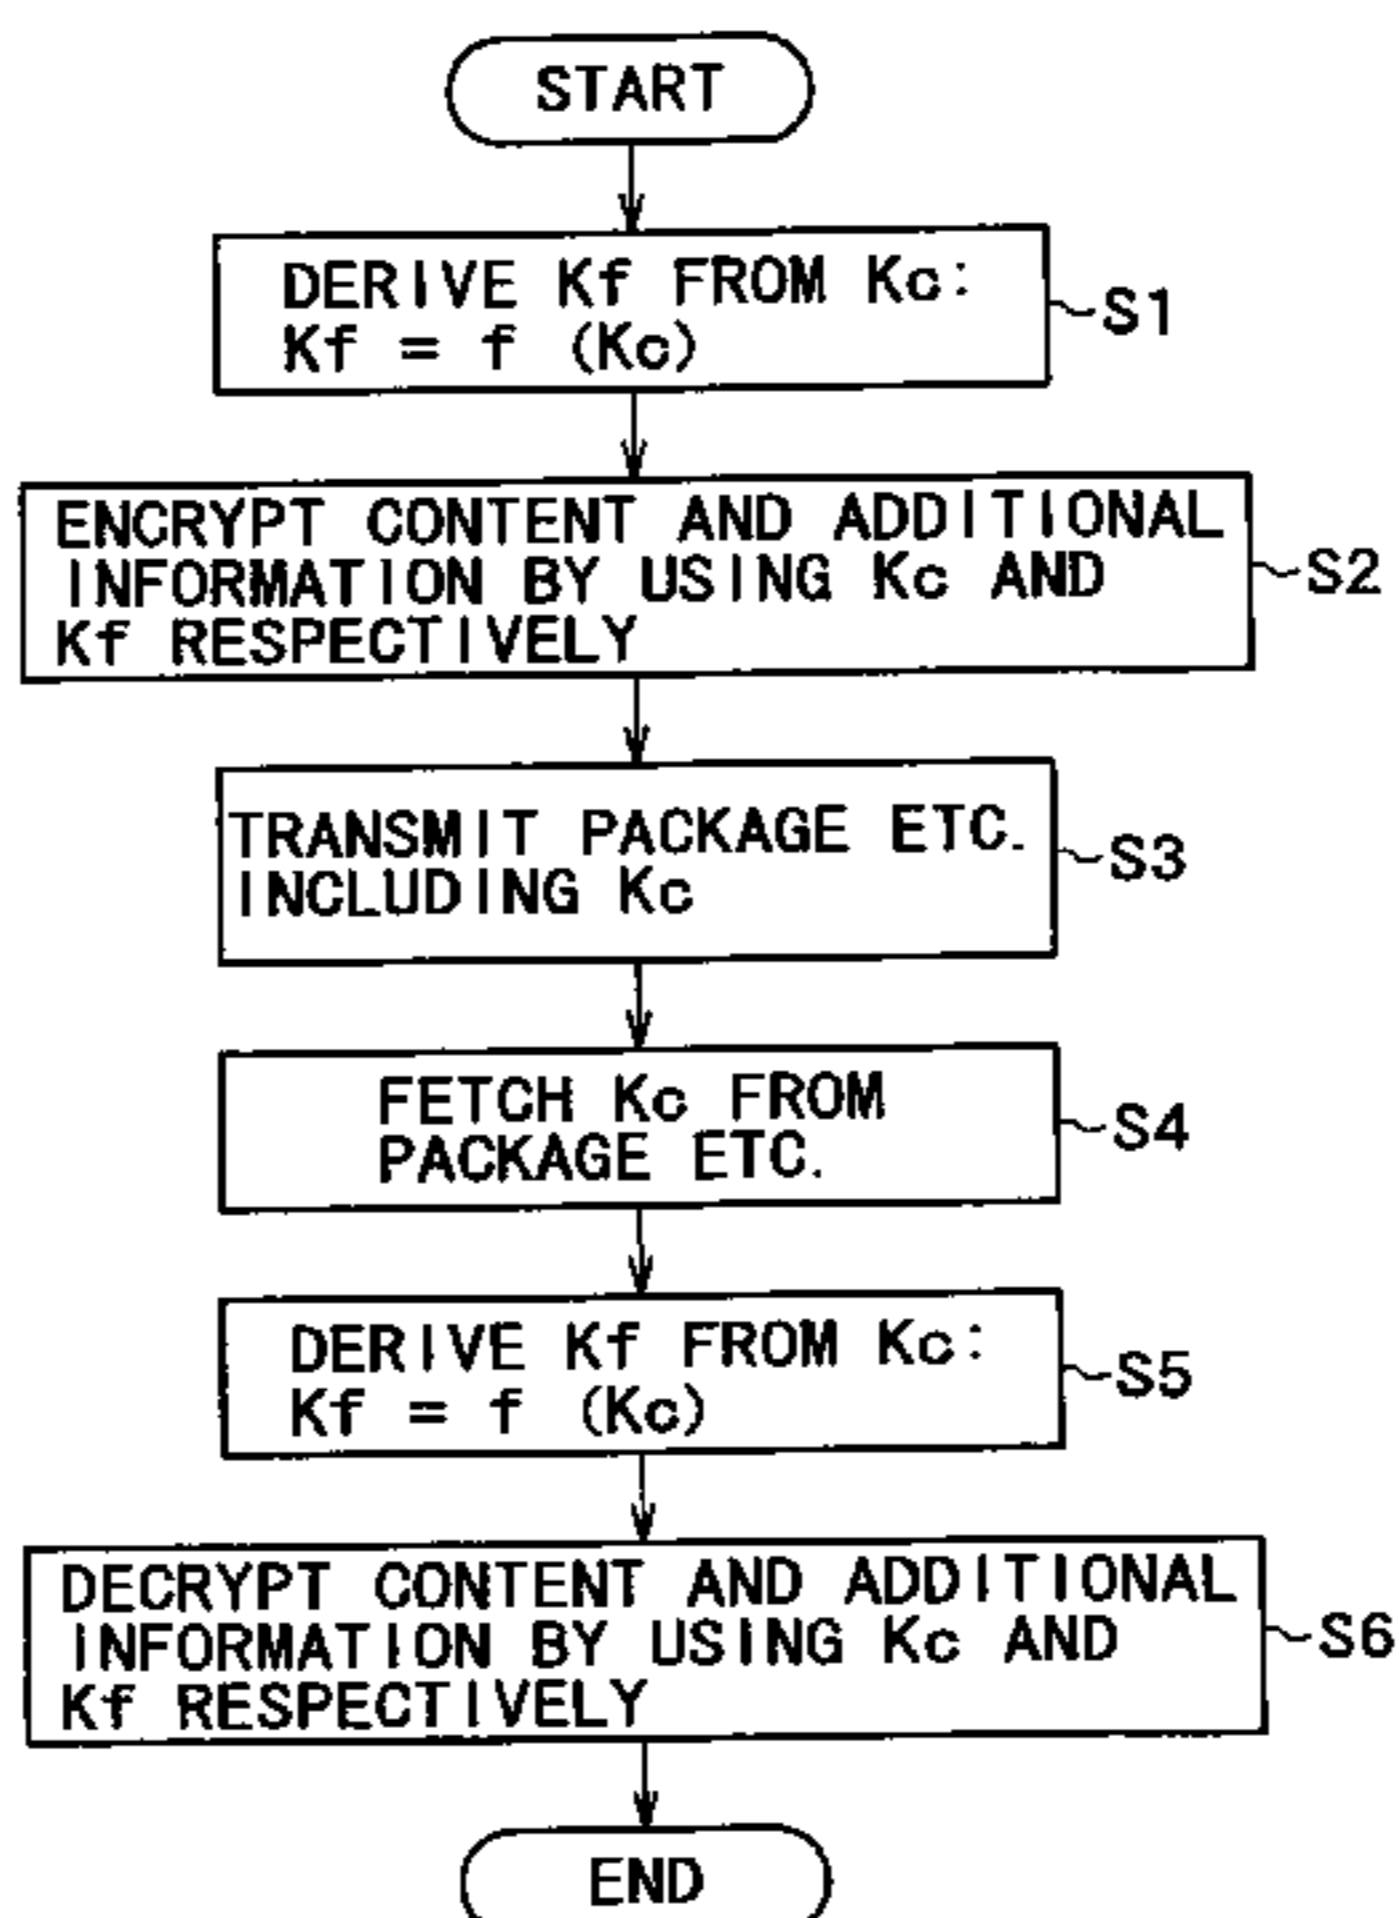 START
DERIVE Kf FROM Kc:
Kf = f (Kc)
S1
ENCRYPT CONTENT AND ADDITIONAL
INFORMATION BY USING Kc AND
Kf RESPECTIVELY
S2
TRANSMIT PACKAGE ETC.
INCLUDING Kc
S3
FETCH Kc FROM
PACKAGE ETC.
S4
DERIVE Kf FROM Kc:
Kf = f (Kc)
S5
DECRYPT CONTENT AND ADDITIONAL
INFORMATION BY USING Kc AND
Kf RESPECTIVELY
S6
END